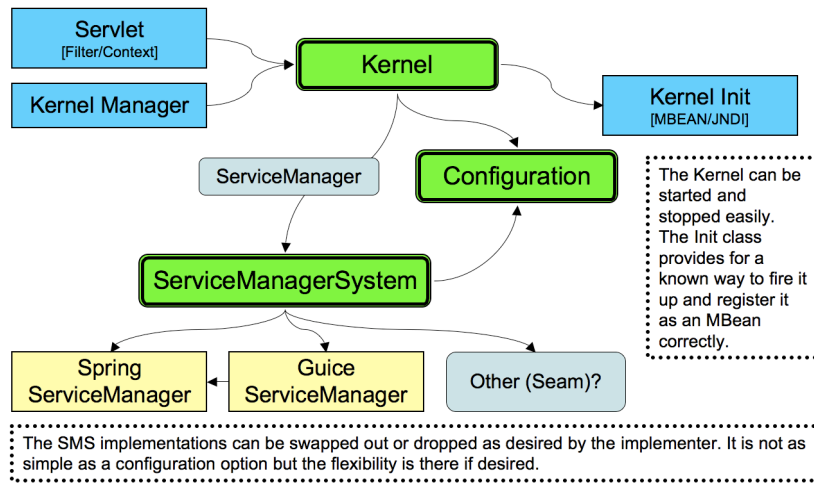 Servlet
[Filter/Context]
Kernel Manager
Kernel
Kernel Init
[MBEAN/JNDI]
ServiceManager
Configuration
The Kernel can be
started and
stopped easily.
The Init class
provides for a
known way to fire it
up and register it
as an MBean
correctly.
ServiceManagerSystem
Spring
ServiceManager
Guice
ServiceManager
Other (Seam)?
The SMS implementations can be swapped out or dropped as desired by the implementer. It is not as
simple as a configuration option but the flexibility is there if desired.